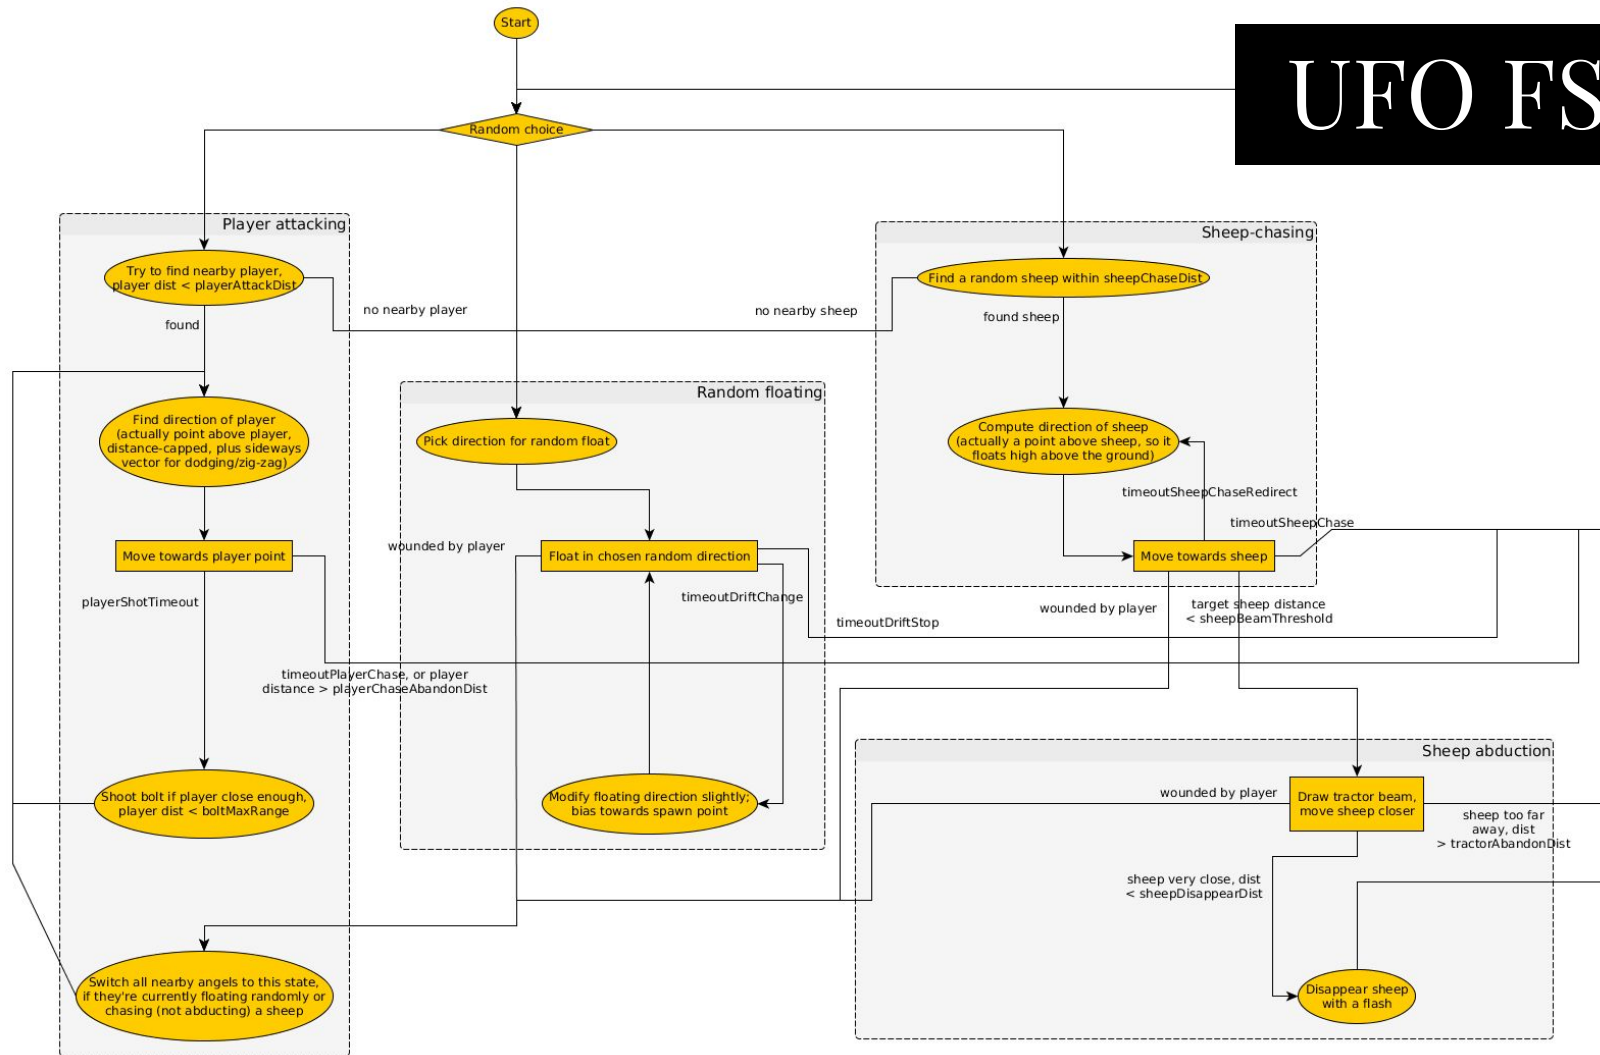 Start
UFO FS
Random choice
Player attacking
Try to find nearby player,
player dist < playerAttackDist
no nearby player
found
Find direction of player
(actually point above player,
distance-capped, plus sideways
vector for dodging/zig-zag)
Move towards player point
playerShotTimeout
timeoutPlayerChase, or player
distance > playerChaseAbandonDist
Shoot bolt if player close enough,
player dist < boltMaxRange
Switch all nearby angels to this state,
if they're currently floating randomly or
chasing (not abducting) a sheep
Random floating
Pick direction for random float
wounded by player
Float in chosen random direction
timeoutDriftChange
timeoutDriftStop
Modify floating direction slightly;
bias towards spawn point
Sheep-chasing
Find a random sheep within sheepChaseDist
no nearby sheep
found sheep
Compute direction of sheep
(actually a point above sheep, so it
floats high above the ground)
timeoutSheepChaseRedirect
timeoutSheepChase
Move towards sheep
wounded by player
target sheep distance
< sheepBeamThreshold
Sheep abduction
wounded by player
Draw tractor beam,
move sheep closer
sheep too far
away, dist
> tractorAbandonDist
sheep very close, dist
< sheepDisappearDist
Disappear sheep
with a flash